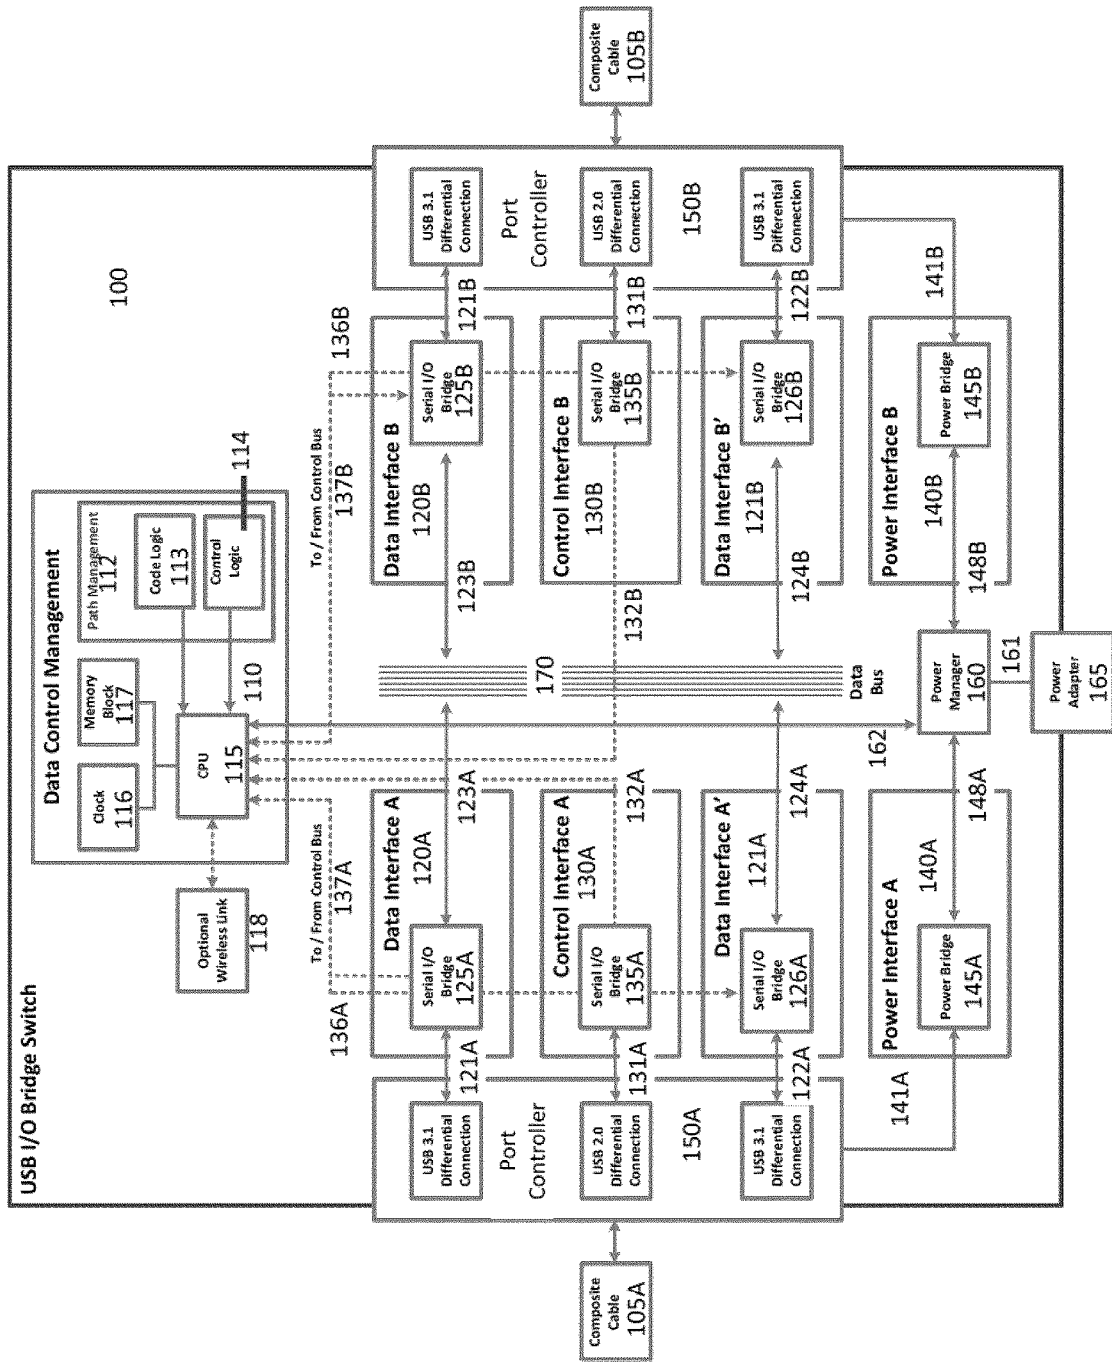 USB I/O Bridge Switch
100
Data Control Management
Clock
116
Memory
Block
117
Path Management
112
Code Logic
113
Control
Logic
114
CPU
115
110
Optional
Wireless Link
118
To / From Control Bus
137A
136A
To / From Control Bus
137B
136B
Composite
Cable
105A
Port
Controller
150A
USB 3.1
Differential
Connection
USB 2.0
Differential
Connection
USB 3.1
Differential
Connection
121A
131A
122A
141A
Data Interface A
120A
Serial I/O
Bridge
125A
123A
Control Interface A
130A
Serial I/O
Bridge
135A
132A
Data Interface A'
121A
Serial I/O
Bridge
126A
124A
Power Interface A
140A
Power Bridge
145A
148A
170
Data
Bus
162
Power
Manager
160
161
Power
Adapter
165
Data Interface B
120B
Serial I/O
Bridge
125B
123B
Control Interface B
130B
Serial I/O
Bridge
135B
132B
Data Interface B'
121B
Serial I/O
Bridge
126B
124B
Power Interface B
140B
Power Bridge
145B
148B
121B
131B
122B
141B
Port
Controller
150B
USB 3.1
Differential
Connection
USB 2.0
Differential
Connection
USB 3.1
Differential
Connection
Composite
Cable
105B